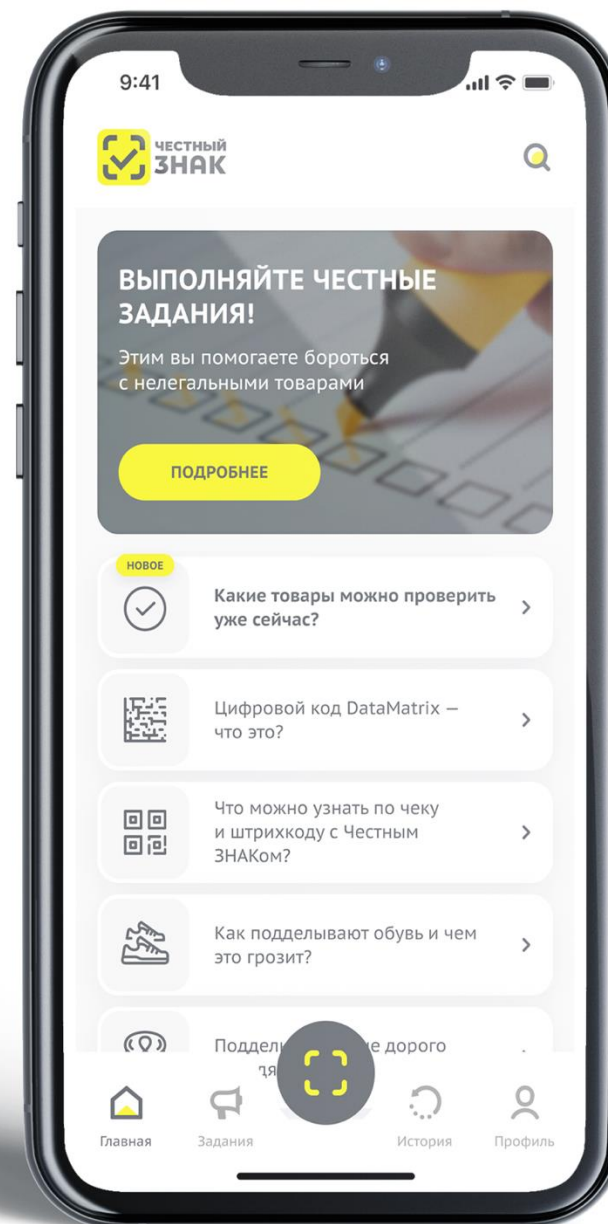 9:41
ЧЕСТНЫЙ
ЗНАК
ВЫПОЛНЯЙТЕ ЧЕСТНЫЕ
ЗАДАНИЯ!
Этим вы помогаете бороться
с нелегальными товарами
ПОДРОБНЕЕ
НОВОЕ
Какие товары можно проверить
уже сейчас?
Цифровой код DataMatrix —
что это?
Что можно узнать по чеку
и штрихкоду с Честным
ЗНАКом?
Как подделывают обувь и чем
это грозит?
дорого
Главная
Задания
История
Профиль